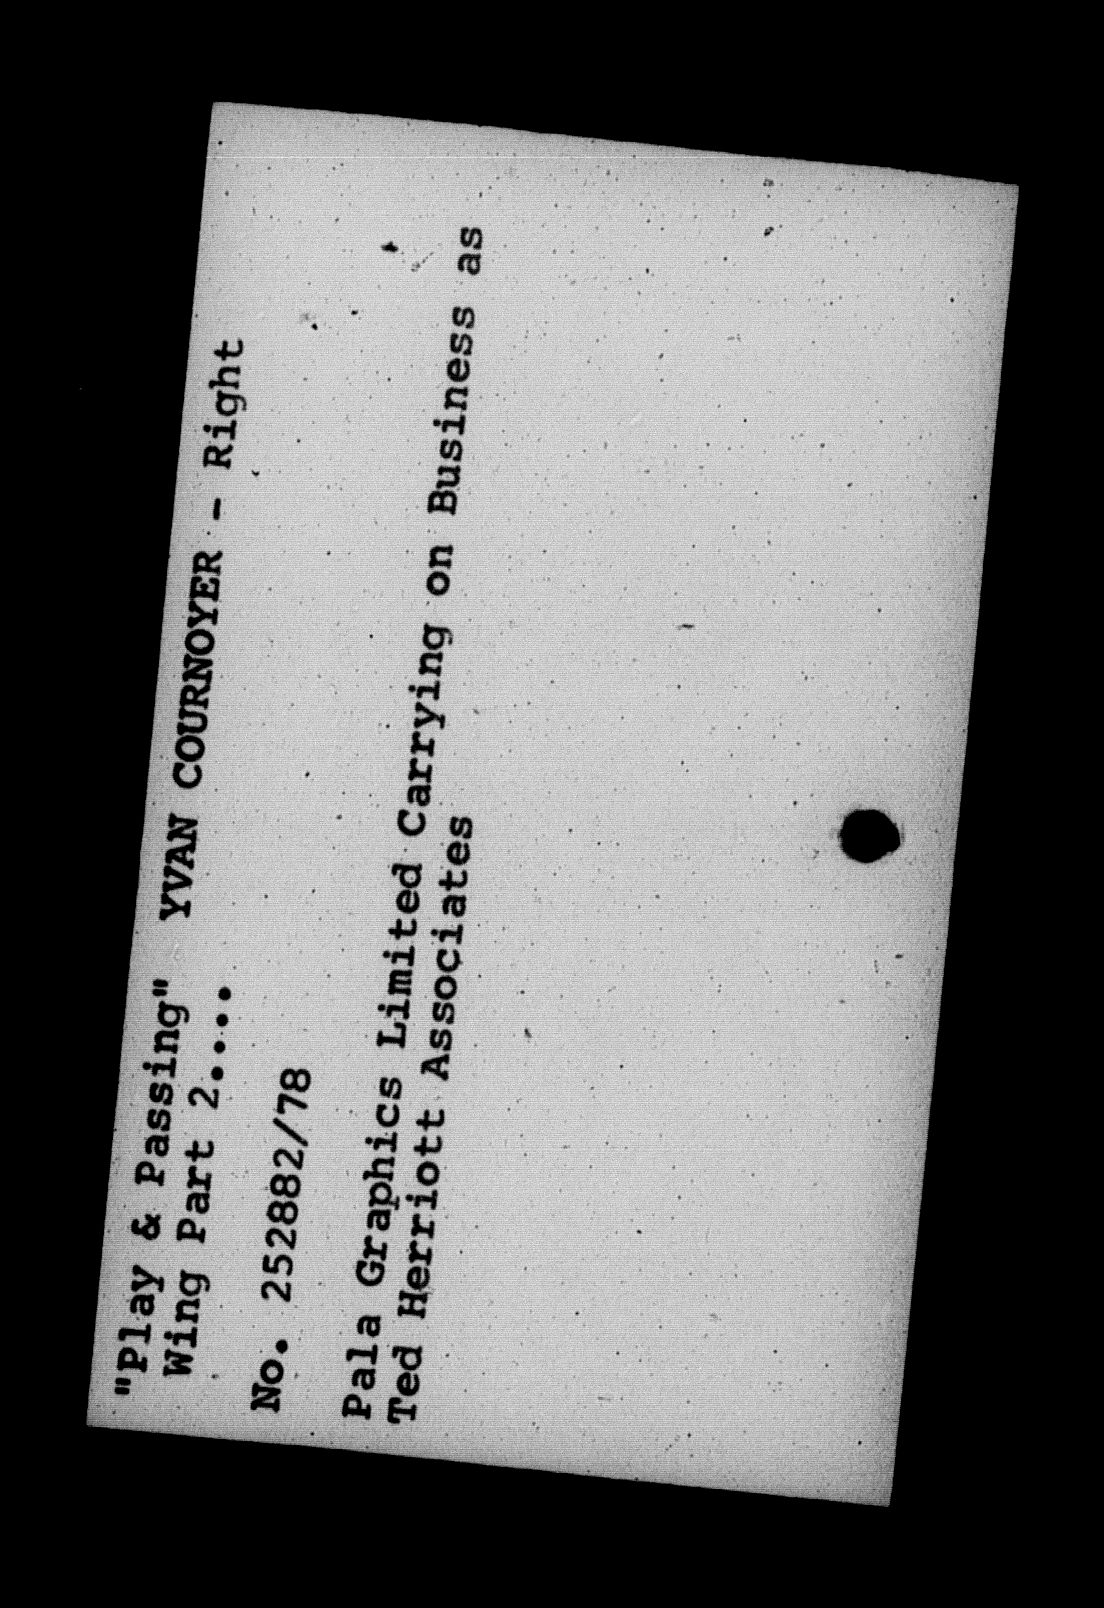 "Play & Passing" YVAN COURNOYER - Right
Wing Part 2....
No. 252882/78
Pala Graphics Limited Carrying on Business as
Ted Herriott Associates